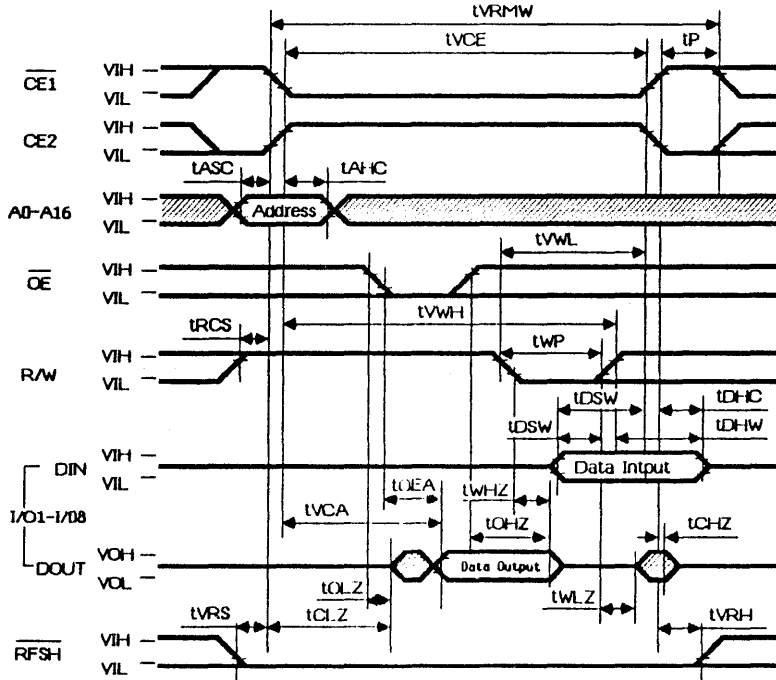 tVRMW
tVCE
tP
CE1 VIH
VIL
CE2 VIH
VIL
tASC tAHC
A0-A16 VIH Address
VIL
tVWL
OE VIH
VIL
tRCS tVWH
tWP
R/W VIH
VIL
tDSW tDHC
tDSW tDHW
DIN VIH Data Intput
VIL
tOEA tWHZ
I/O1-I/O8
tVCA tOHZ tCHZ
DOUT VOH Data Output
VOL
tOLZ tWLZ
tVRS tCLZ tVRH
RFSH VIH
VIL